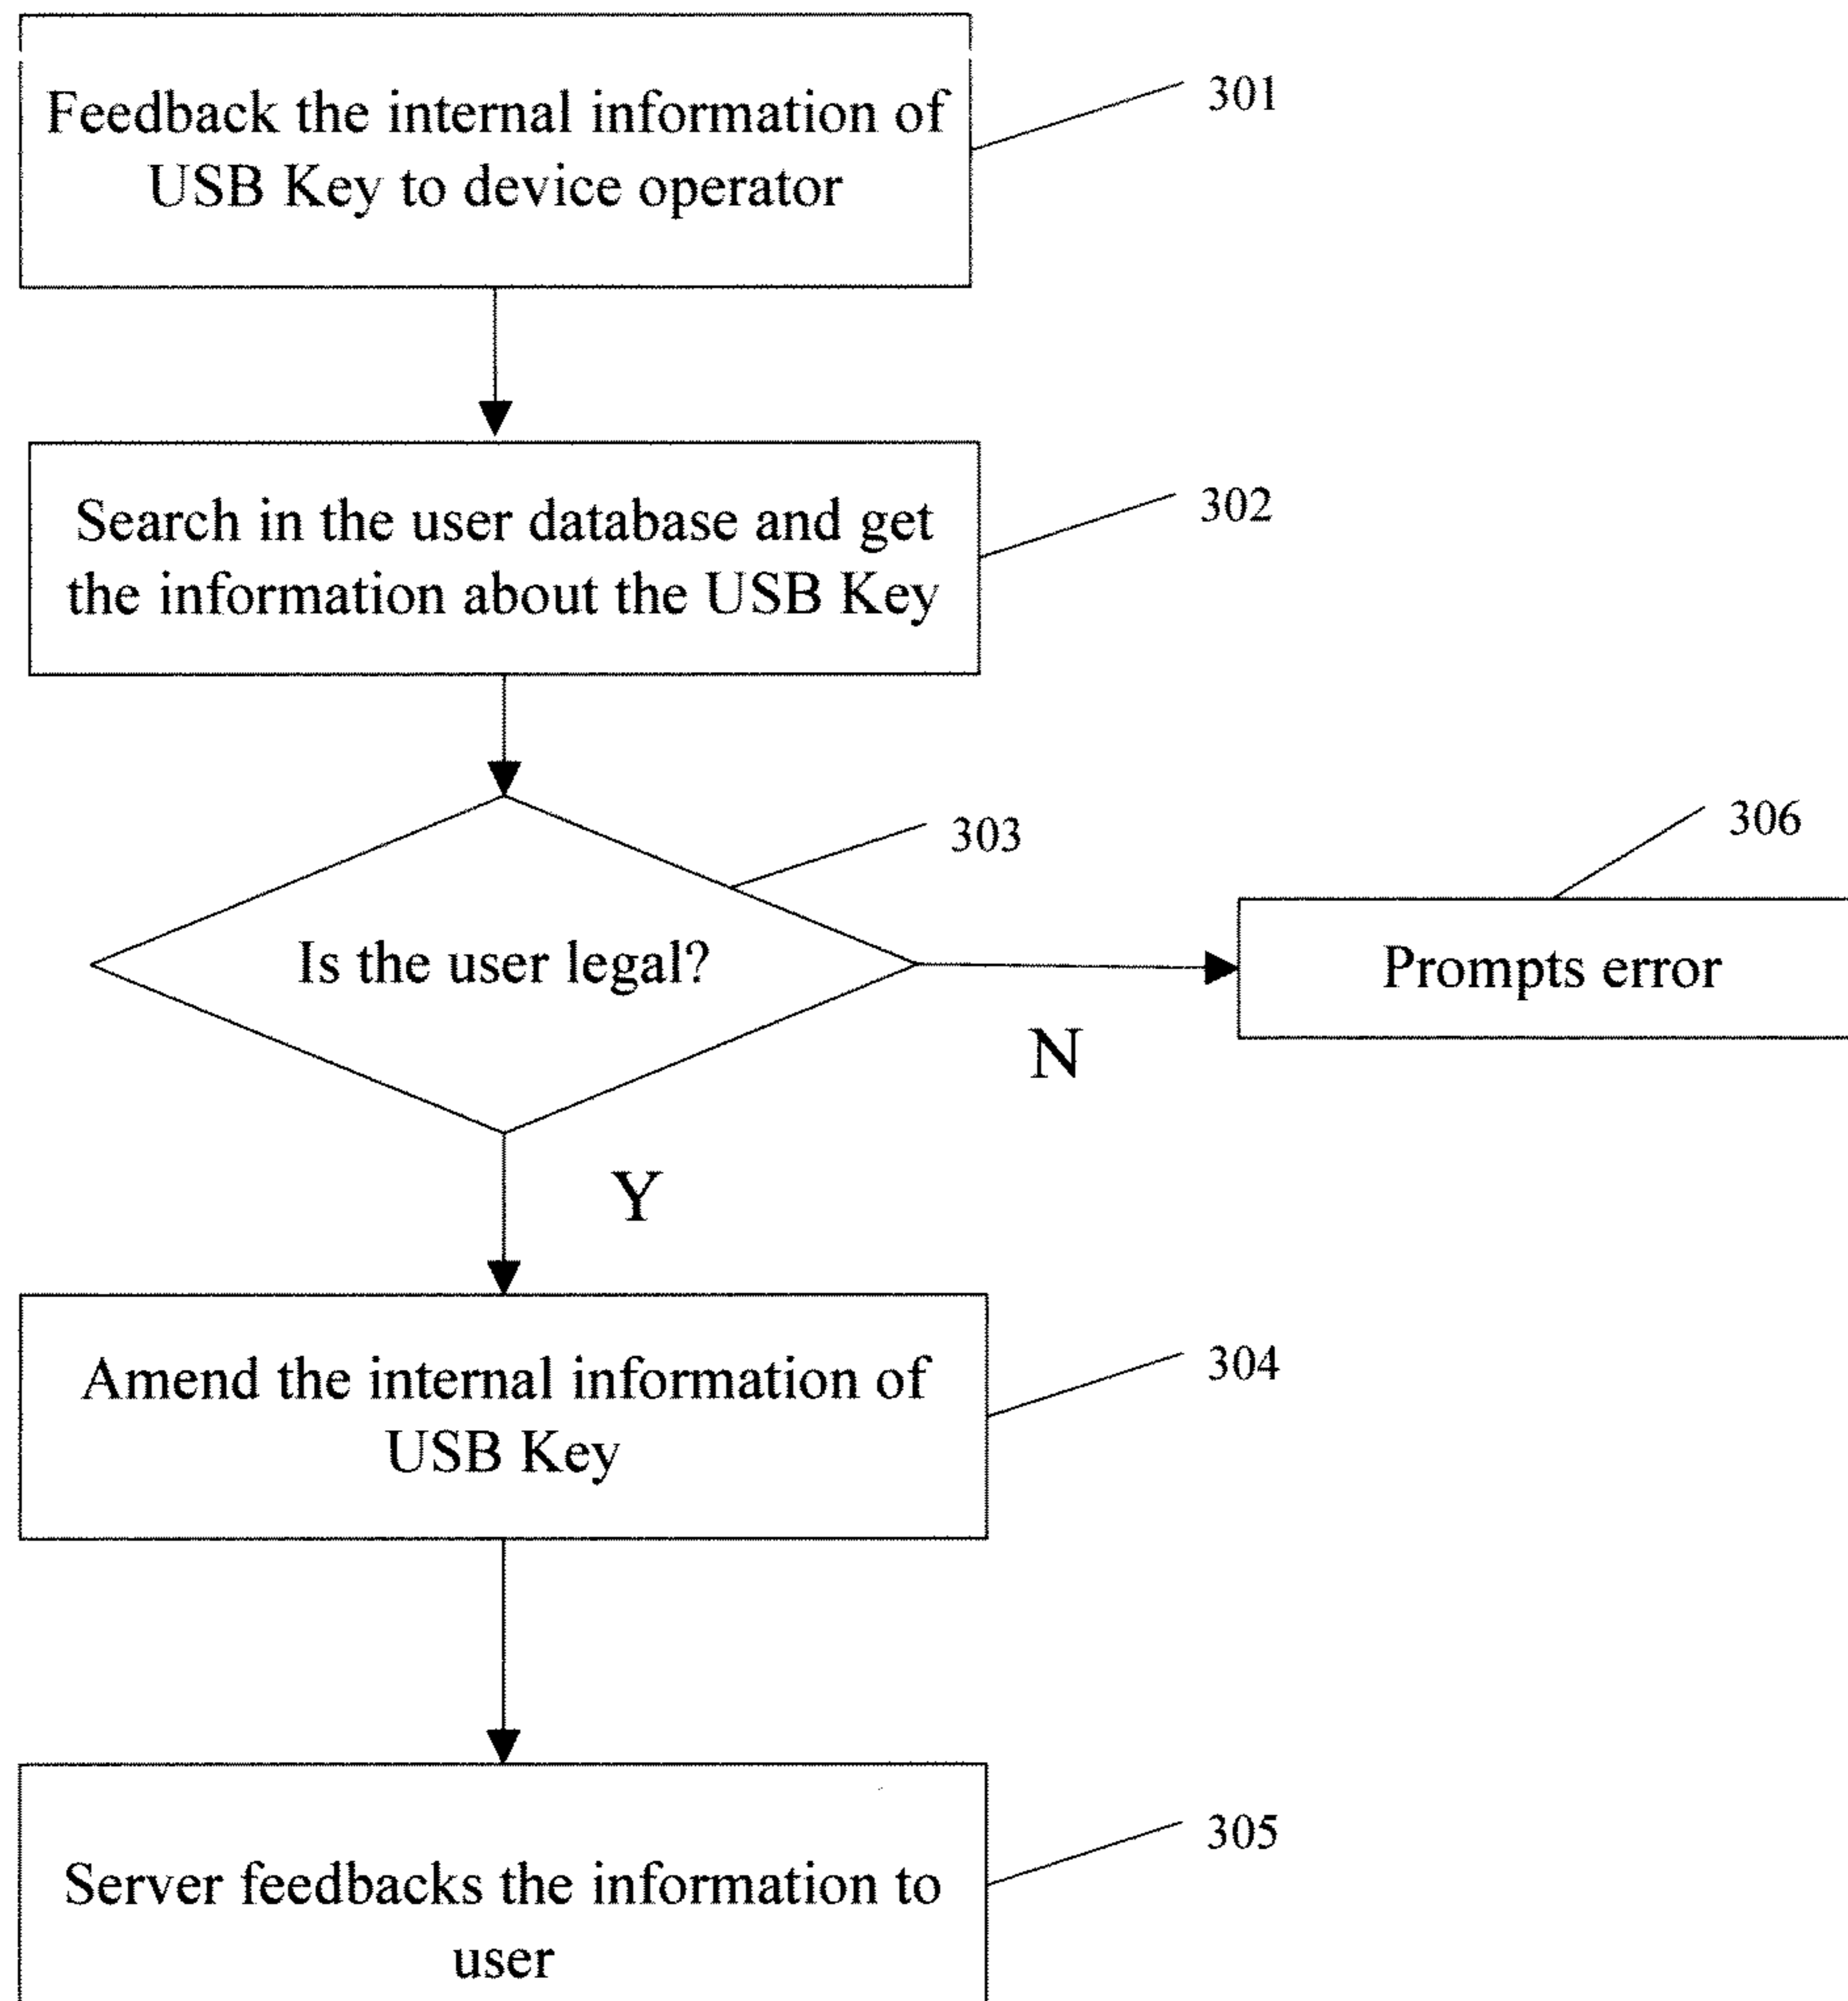 Feedback the internal information of
USB Key to device operator
301
Search in the user database and get
the information about the USB Key
302
303
306
Is the user legal?
Prompts error
N
Y
Amend the internal information of
USB Key
304
305
Server feedbacks the information to
user